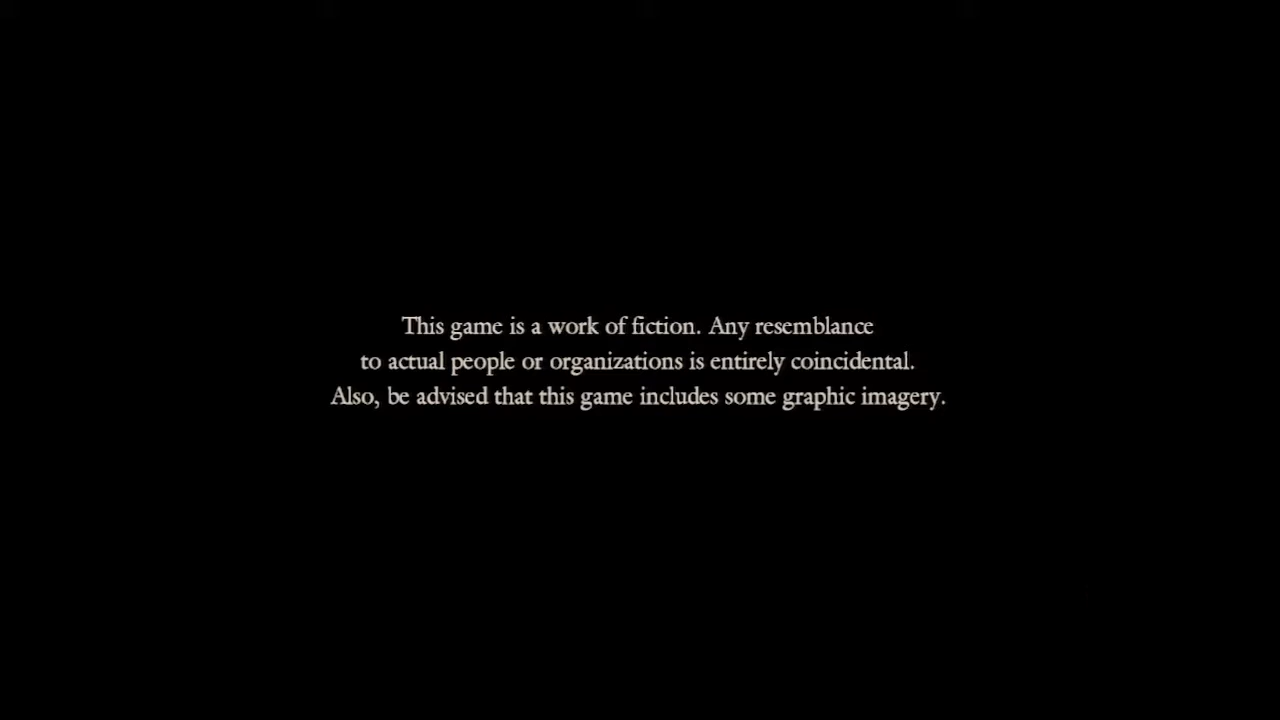 This game is a work of fiction. Any resemblance
to actual people or organizations is entirely coincidental.
Also, be advised that this game includes some graphic imagery.